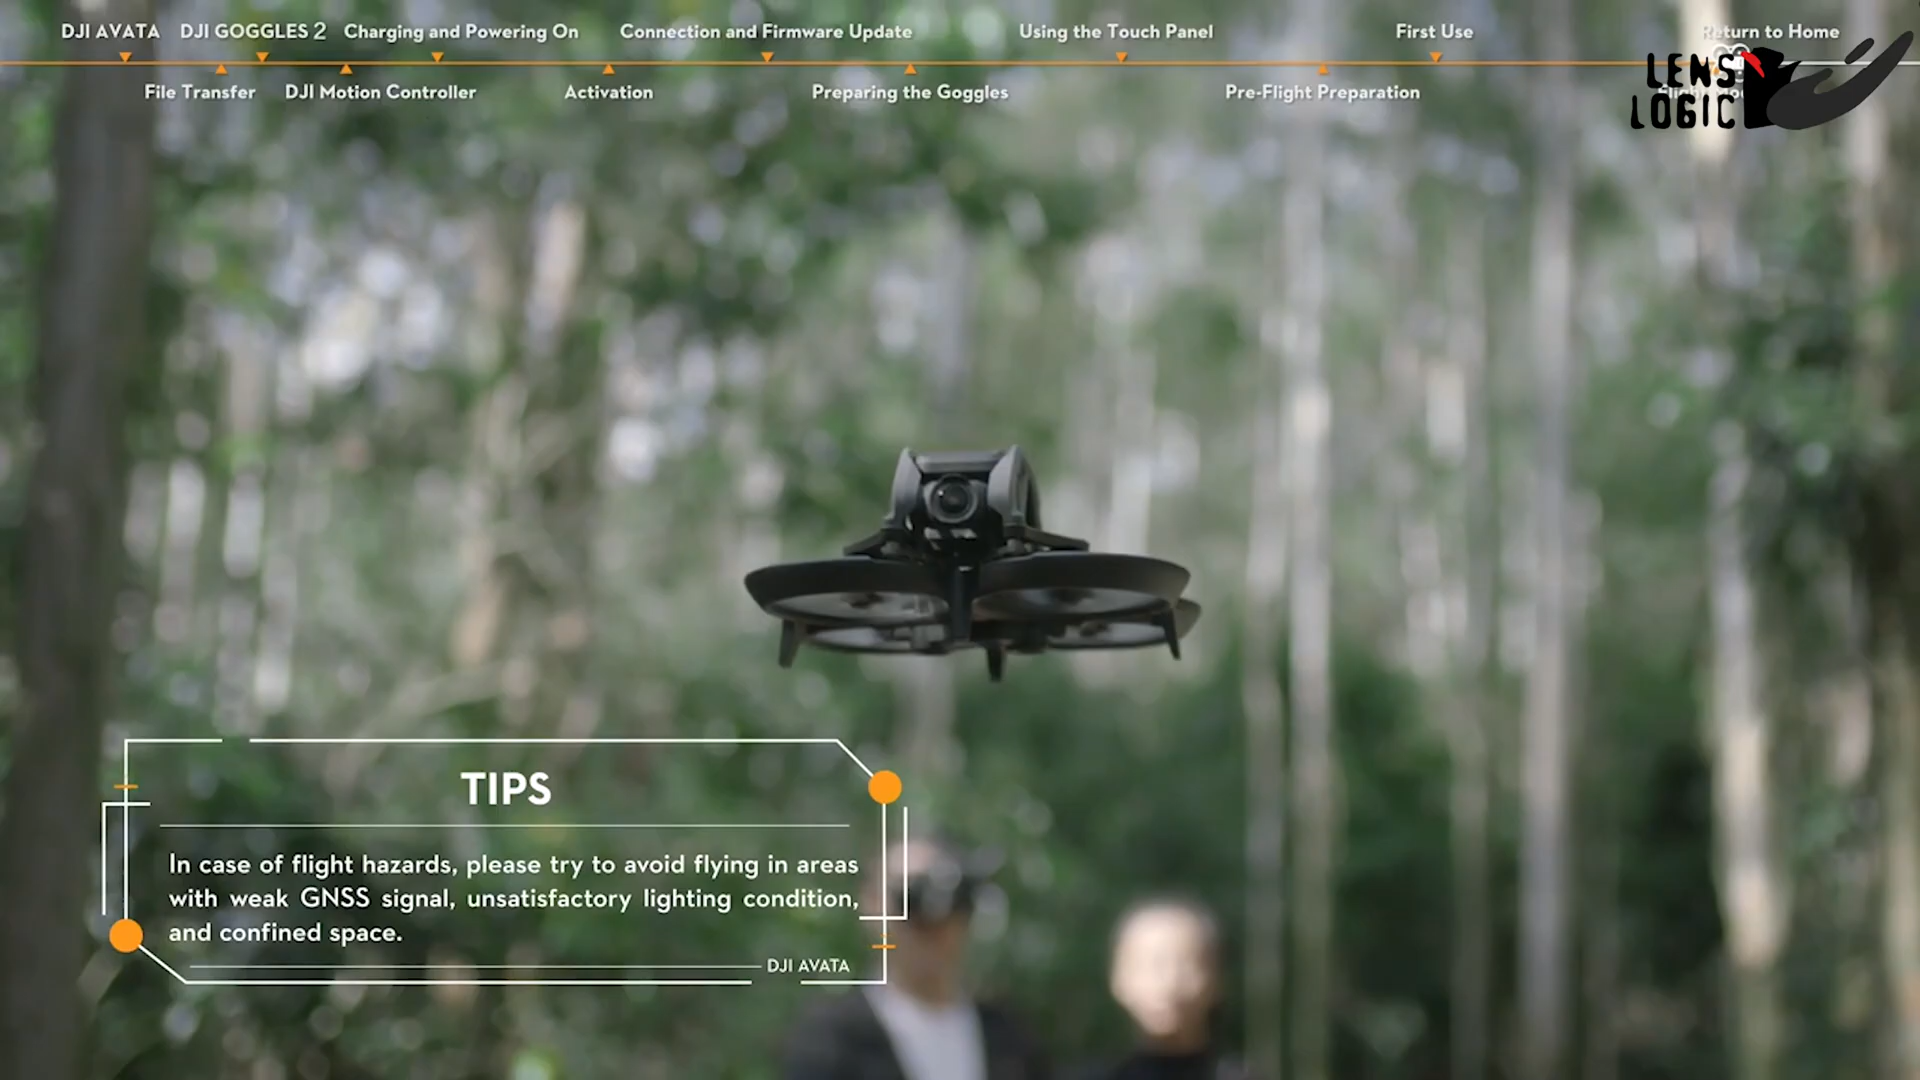 DJI AVATA DJI GOGGLES 2 Charging and Powering On Connection and Firmware Update Using the Touch Panel First Use Return to Home
File Transfer DJI Motion Controller Activation Preparing the Goggles Pre-Flight Preparation
LENS
LOGIC
TIPS
In case of flight hazards, please try to avoid flying in areas
with weak GNSS signal, unsatisfactory lighting condition,
and confined space.
DJI AVATA